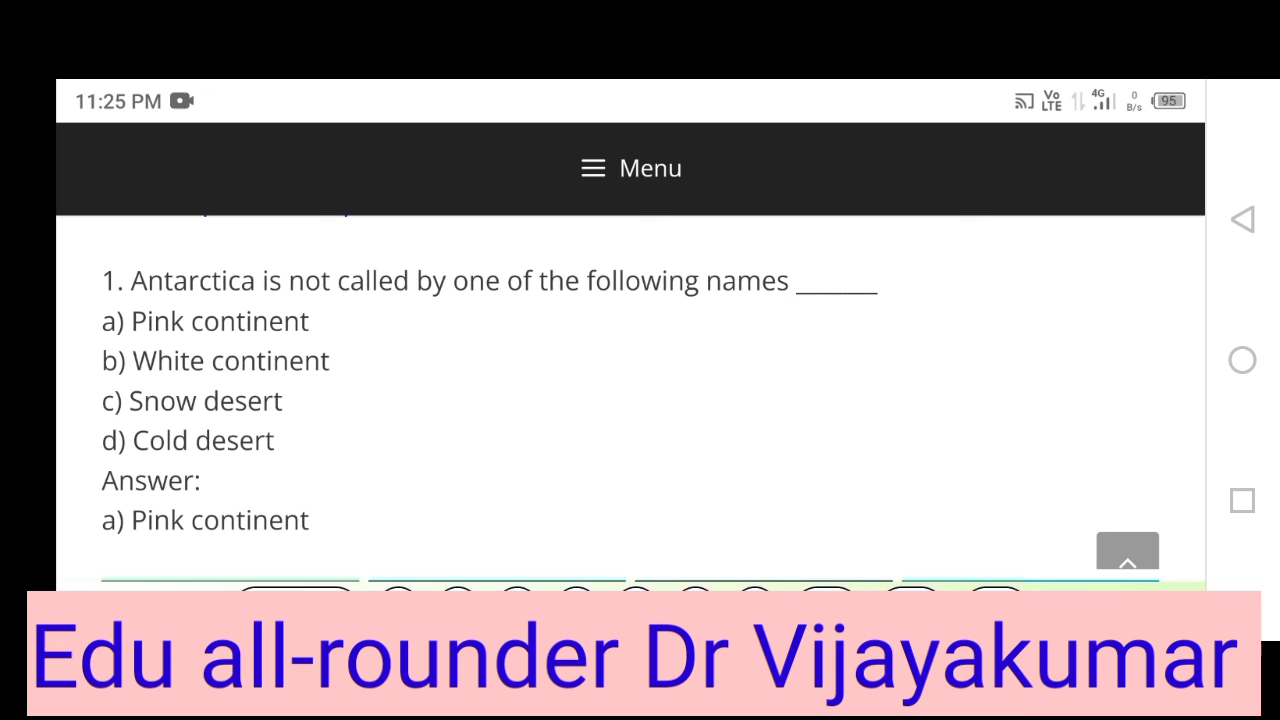 11:25 PM
Vo LTE 4G 0 B/s 95
Menu
1. Antarctica is not called by one of the following names ______
a) Pink continent
b) White continent
c) Snow desert
d) Cold desert
Answer:
a) Pink continent
Edu all-rounder Dr Vijayakumar